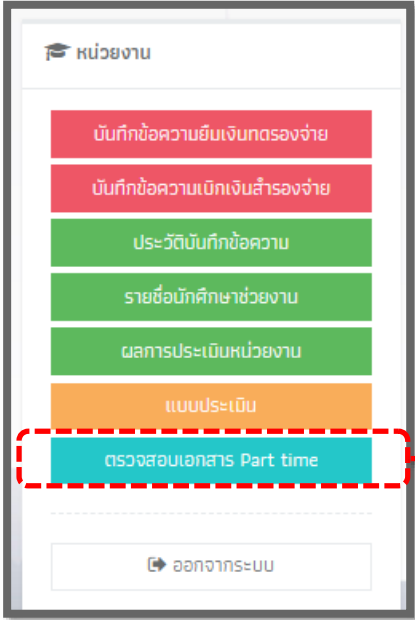 หน่วยงาน
บันทึกข้อความยืมเงินทดรองจ่าย
บันทึกข้อความเบิกเงินสำรองจ่าย
ประวัติบันทึกข้อความ
รายชื่อนักศึกษาช่วยงาน
ผลการประเมินหน่วยงาน
แบบประเมิน
ตรวจสอบเอกสาร Part time
ออกจากระบบ